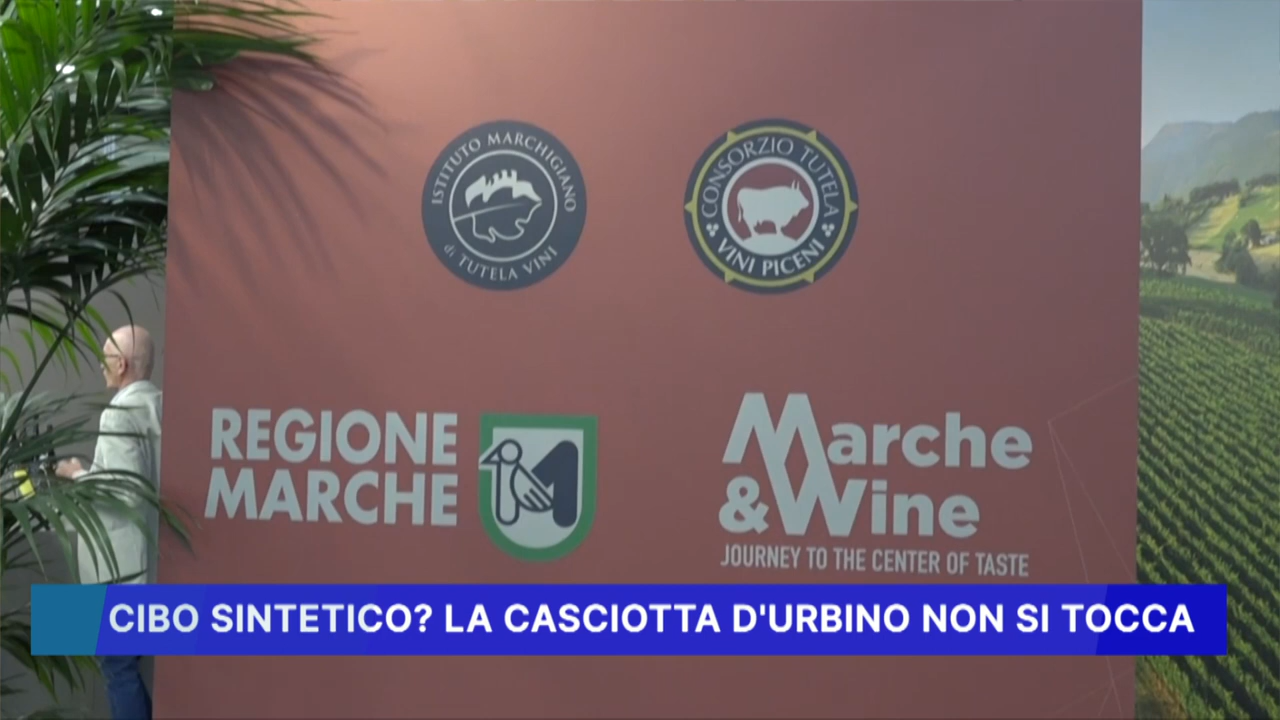 ISTITUTO MARCHIGIANO
di TUTELA VINI
CONSORZIO TUTELA
VINI PICENI
REGIONE
MARCHE
Marche
&Wine
JOURNEY TO THE CENTER OF TASTE
CIBO SINTETICO? LA CASCIOTTA D'URBINO NON SI TOCCA